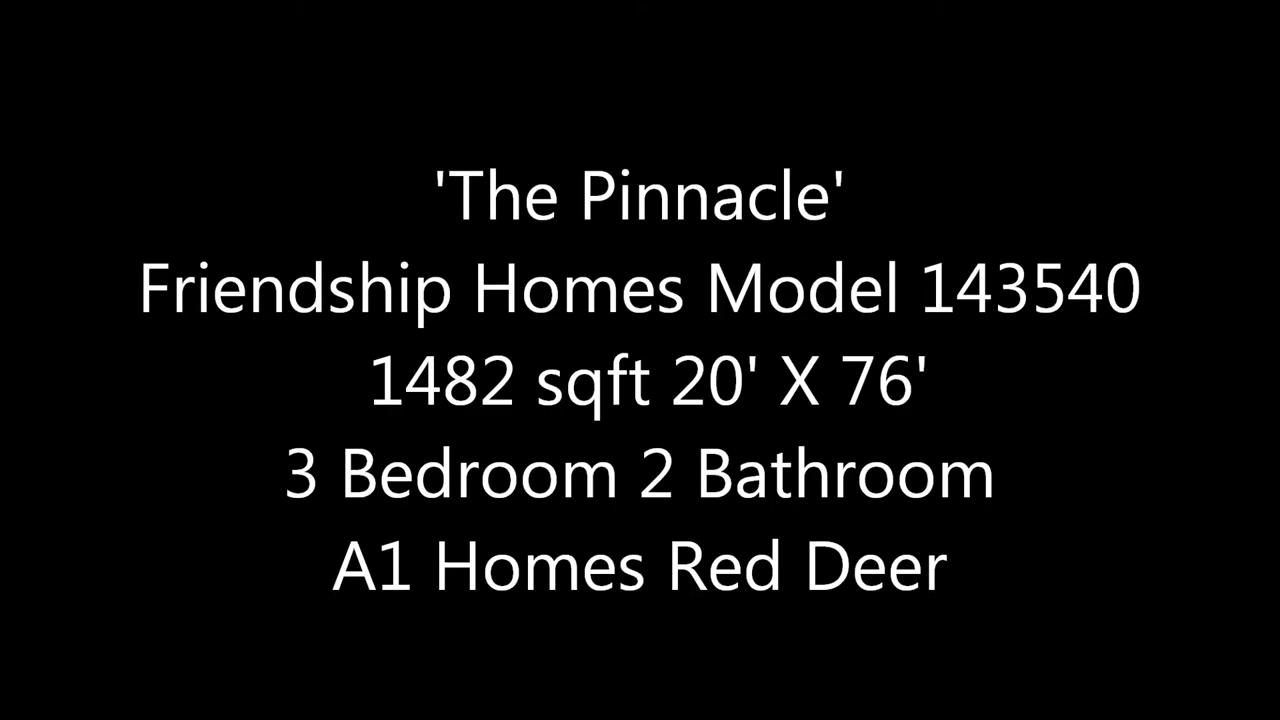 'The Pinnacle'
Friendship Homes Model 143540
1482 sqft 20' X 76'
3 Bedroom 2 Bathroom
A1 Homes Red Deer